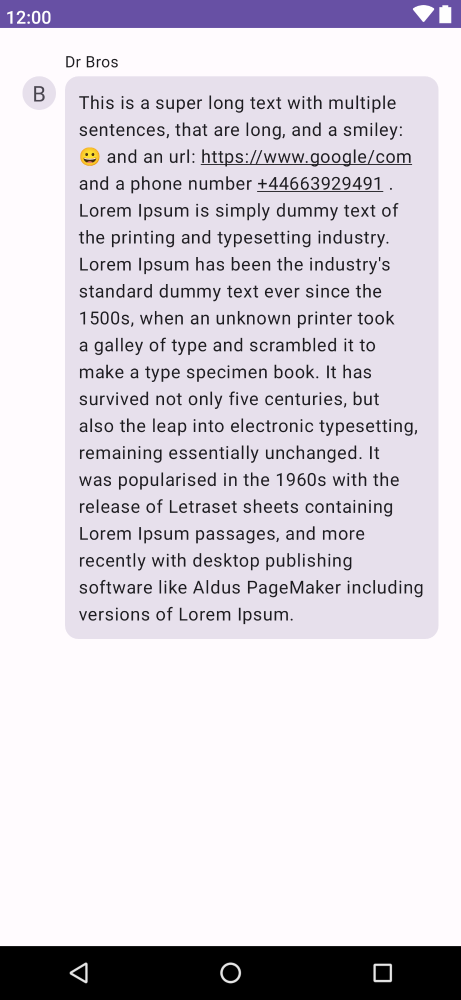 12:00
Dr Bros
B
This is a super long text with multiple
sentences, that are long, and a smiley:
😀 and an url: https://www.google/com
and a phone number +44663929491 .
Lorem Ipsum is simply dummy text of
the printing and typesetting industry.
Lorem Ipsum has been the industry's
standard dummy text ever since the
1500s, when an unknown printer took
a galley of type and scrambled it to
make a type specimen book. It has
survived not only five centuries, but
also the leap into electronic typesetting,
remaining essentially unchanged. It
was popularised in the 1960s with the
release of Letraset sheets containing
Lorem Ipsum passages, and more
recently with desktop publishing
software like Aldus PageMaker including
versions of Lorem Ipsum.